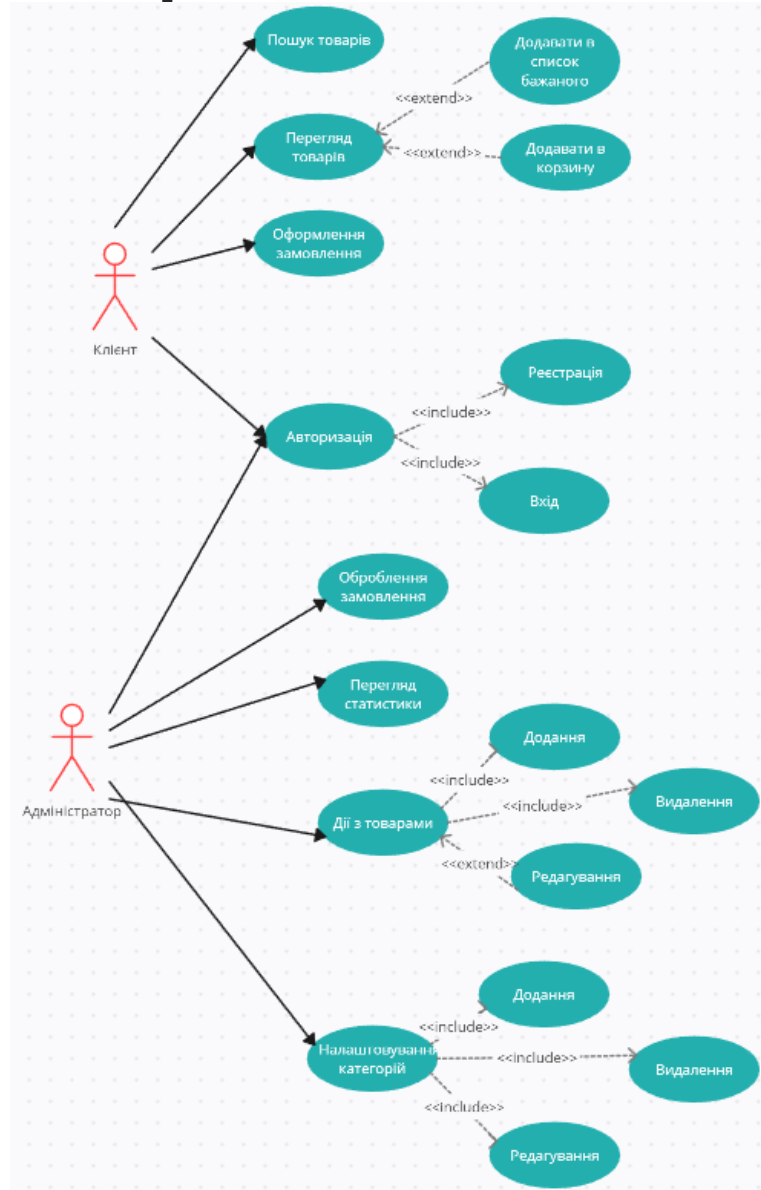 Пошук товарів
Додавати в
список
бажаного
<<extend>>
Перегляд
товарів
<<extend>>
Додавати в
корзину
Оформлення
замовлення
Клієнт
Реєстрація
<<include>>
Авторизація
<<include>>
Вхід
Оброблення
замовлення
Перегляд
статистики
Адміністратор
Додання
<<include>>
<<include>>
Видалення
Дії з товарами
<<extend>>
Редагування
Додання
<<include>>
Налаштовування
категорій
<<include>>
Видалення
<<include>>
Редагування